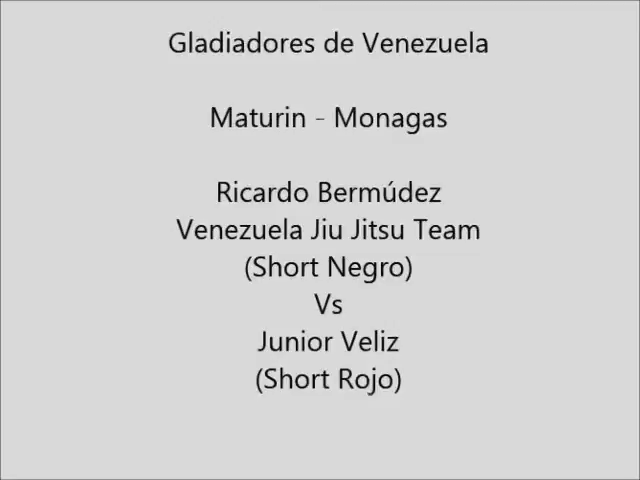 Gladiadores de Venezuela
Maturin - Monagas
Ricardo Bermúdez
Venezuela Jiu Jitsu Team
(Short Negro)
Vs
Junior Veliz
(Short Rojo)